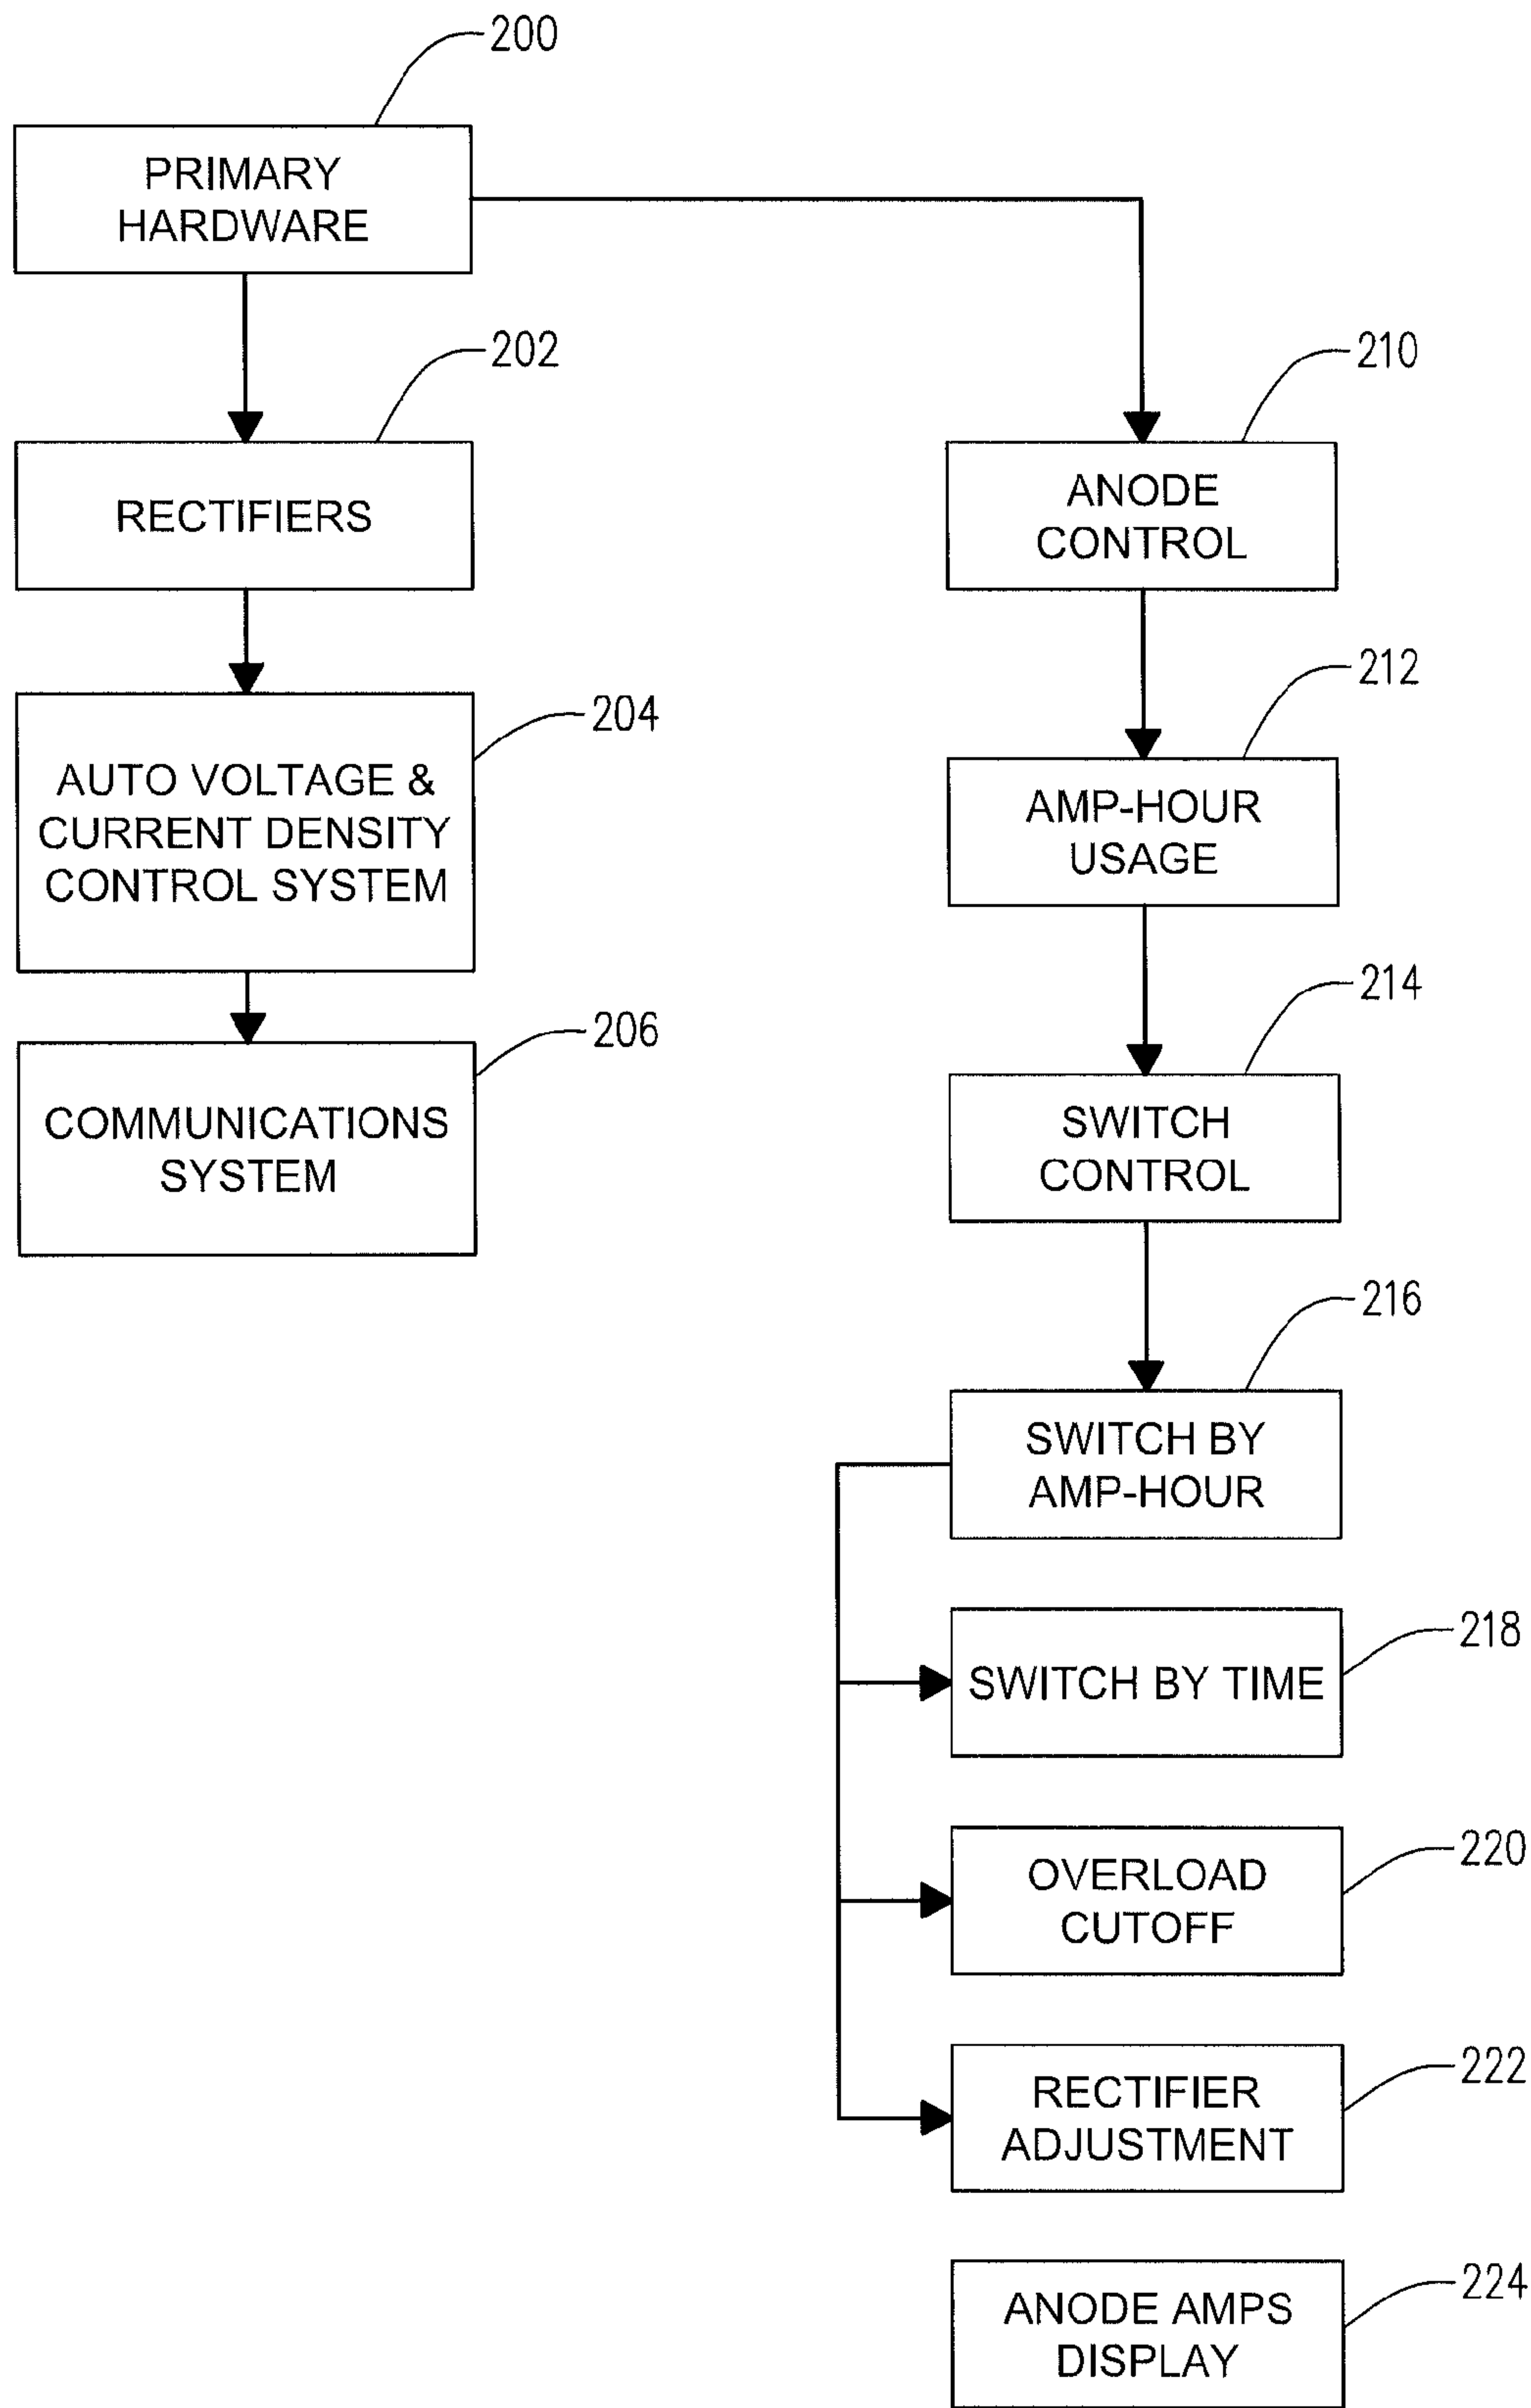 200
PRIMARY
HARDWARE
202
RECTIFIERS
204
AUTO VOLTAGE &
CURRENT DENSITY
CONTROL SYSTEM
206
COMMUNICATIONS
SYSTEM
210
ANODE
CONTROL
212
AMP-HOUR
USAGE
214
SWITCH
CONTROL
216
SWITCH BY
AMP-HOUR
218
SWITCH BY TIME
220
OVERLOAD
CUTOFF
222
RECTIFIER
ADJUSTMENT
224
ANODE AMPS
DISPLAY